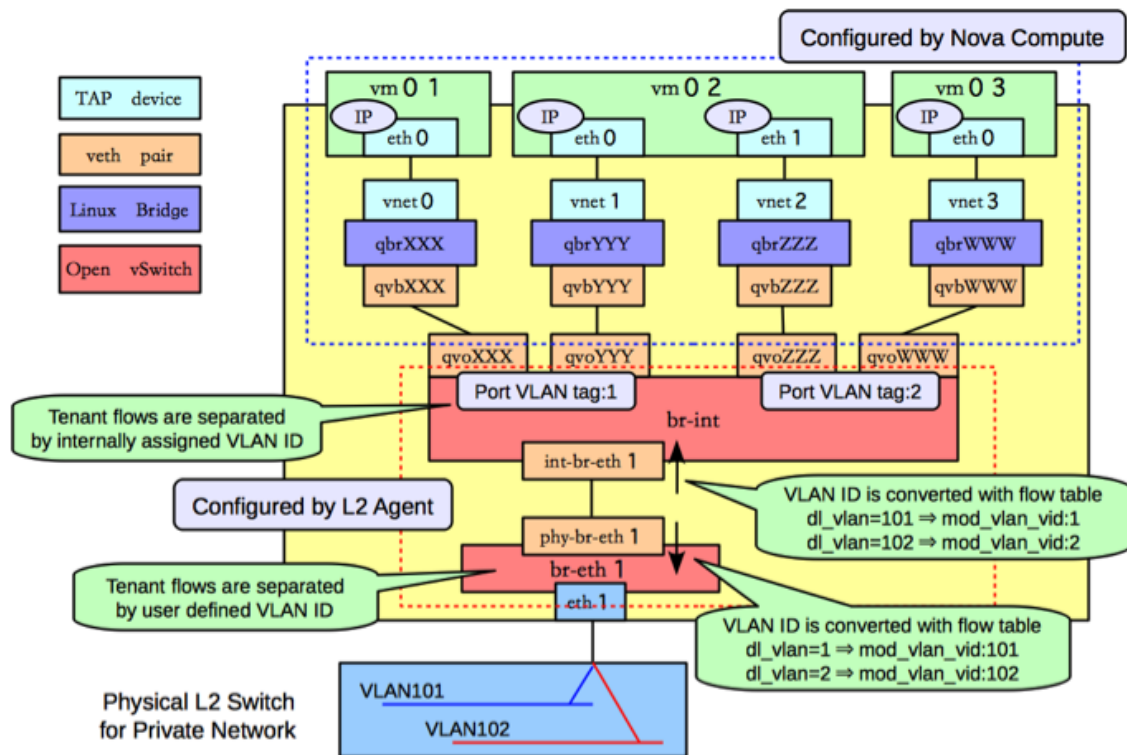 Configured by Nova Compute
TAP device
veth pair
Linux Bridge
Open vSwitch
vm 0 1
vm 0 2
vm 0 3
IP
IP
IP
IP
eth 0
eth 0
eth 1
eth 0
vnet 0
vnet 1
vnet 2
vnet 3
qbrXXX
qbrYYY
qbrZZZ
qbrWWW
qvbXXX
qvbYYY
qvbZZZ
qvbWWW
qvoXXX
qvoYYY
qvoZZZ
qvoWWW
Port VLAN tag:1
Port VLAN tag:2
br-int
Tenant flows are separated
by internally assigned VLAN ID
int-br-eth 1
Configured by L2 Agent
VLAN ID is converted with flow table
dl_vlan=101 ⇒ mod_vlan_vid:1
dl_vlan=102 ⇒ mod_vlan_vid:2
phy-br-eth 1
br-eth 1
Tenant flows are separated
by user defined VLAN ID
eth 1
VLAN ID is converted with flow table
dl_vlan=1 ⇒ mod_vlan_vid:101
dl_vlan=2 ⇒ mod_vlan_vid:102
Physical L2 Switch
for Private Network
VLAN101
VLAN102